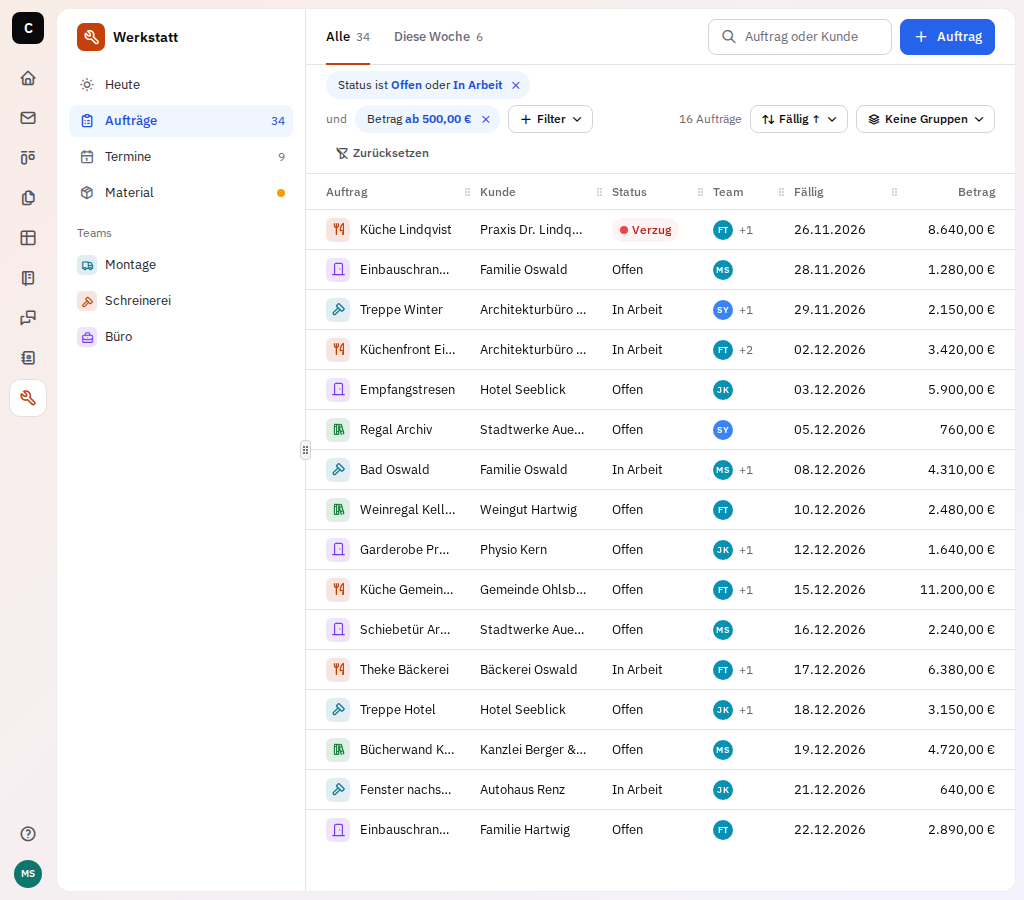 C
Werkstatt
Heute
Aufträge 34
Termine 9
Material
Teams
Montage
Schreinerei
Büro
MS
Alle 34 Diese Woche 6
Auftrag oder Kunde
Auftrag
Status ist Offen oder In Arbeit
und Betrag ab 500,00 € Filter 16 Aufträge Fällig ↑ Keine Gruppen
Zurücksetzen
Auftrag Kunde Status Team Fällig Betrag
Küche Lindqvist Praxis Dr. Lindq... Verzug FT +1 26.11.2026 8.640,00 €
Einbauschran... Familie Oswald Offen MS 28.11.2026 1.280,00 €
Treppe Winter Architekturbüro ... In Arbeit SY +1 29.11.2026 2.150,00 €
Küchenfront Ei... Architekturbüro ... In Arbeit FT +2 02.12.2026 3.420,00 €
Empfangstresen Hotel Seeblick Offen JK 03.12.2026 5.900,00 €
Regal Archiv Stadtwerke Aue... Offen SY 05.12.2026 760,00 €
Bad Oswald Familie Oswald In Arbeit MS +1 08.12.2026 4.310,00 €
Weinregal Kell... Weingut Hartwig Offen FT 10.12.2026 2.480,00 €
Garderobe Pr... Physio Kern Offen JK +1 12.12.2026 1.640,00 €
Küche Gemein... Gemeinde Ohlsb... Offen FT +1 15.12.2026 11.200,00 €
Schiebetür Ar... Stadtwerke Aue... Offen MS 16.12.2026 2.240,00 €
Theke Bäckerei Bäckerei Oswald In Arbeit FT +1 17.12.2026 6.380,00 €
Treppe Hotel Hotel Seeblick Offen JK +1 18.12.2026 3.150,00 €
Bücherwand K... Kanzlei Berger &... Offen MS 19.12.2026 4.720,00 €
Fenster nachs... Autohaus Renz In Arbeit JK 21.12.2026 640,00 €
Einbauschran... Familie Hartwig Offen FT 22.12.2026 2.890,00 €